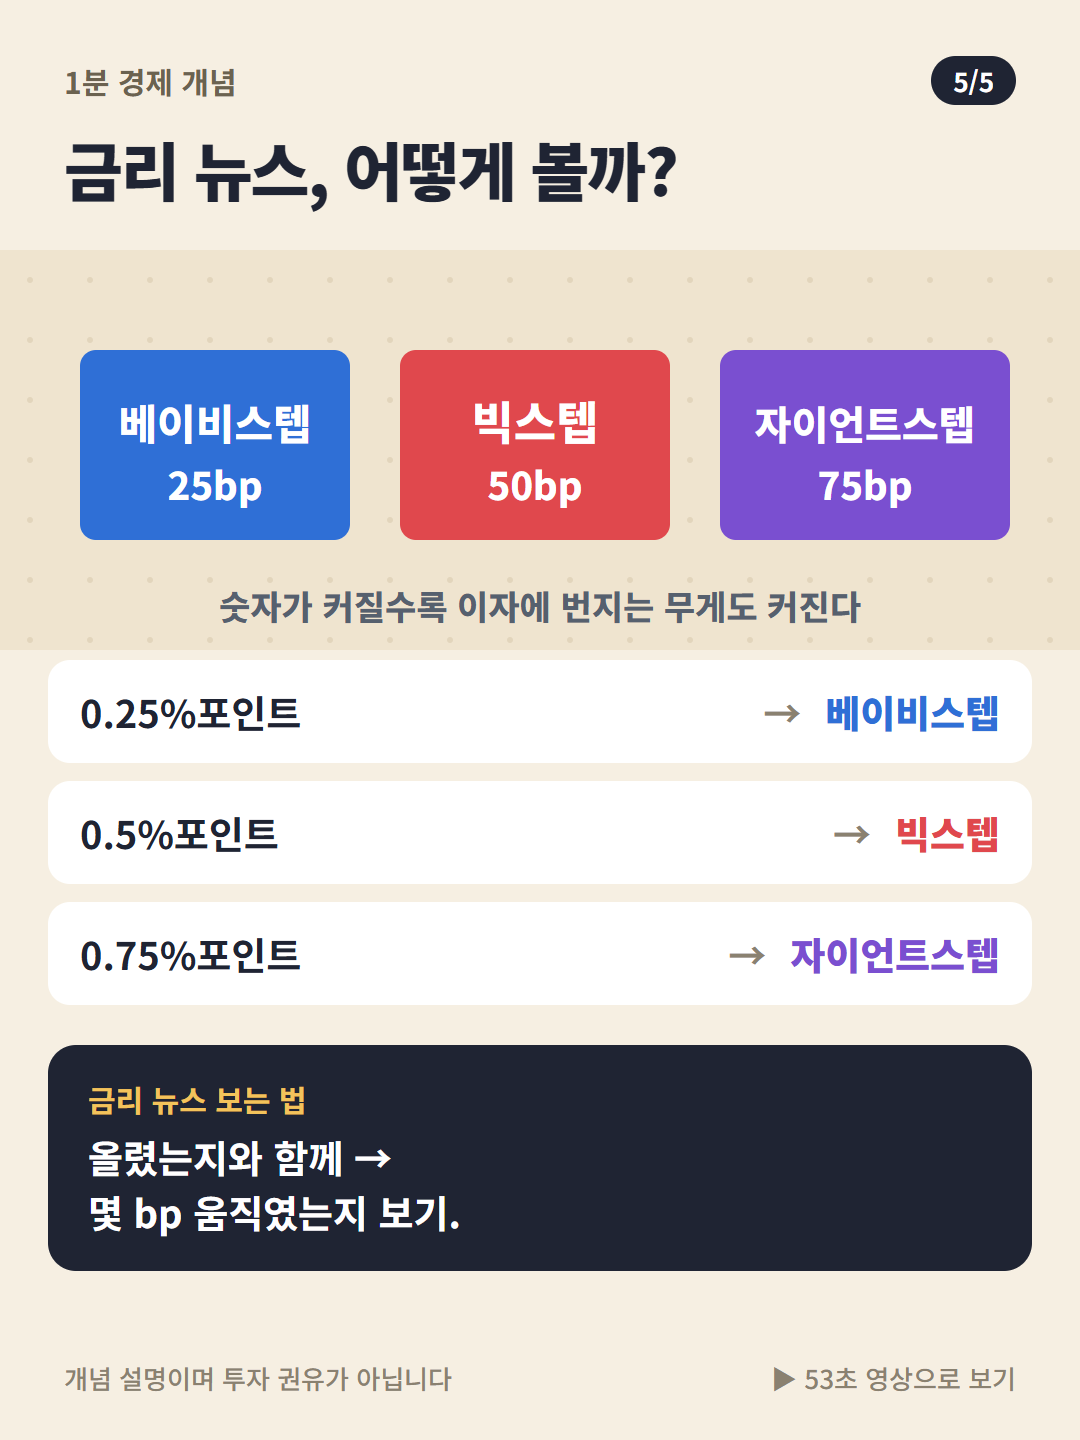 1분 경제 개념
5/5
금리 뉴스, 어떻게 볼까?
베이비스텝
25bp
빅스텝
50bp
자이언트스텝
75bp
숫자가 커질수록 이자에 번지는 무게도 커진다
0.25%포인트 → 베이비스텝
0.5%포인트 → 빅스텝
0.75%포인트 → 자이언트스텝
금리 뉴스 보는 법
올렸는지와 함께 →
몇 bp 움직였는지 보기.
개념 설명이며 투자 권유가 아닙니다
▶ 53초 영상으로 보기